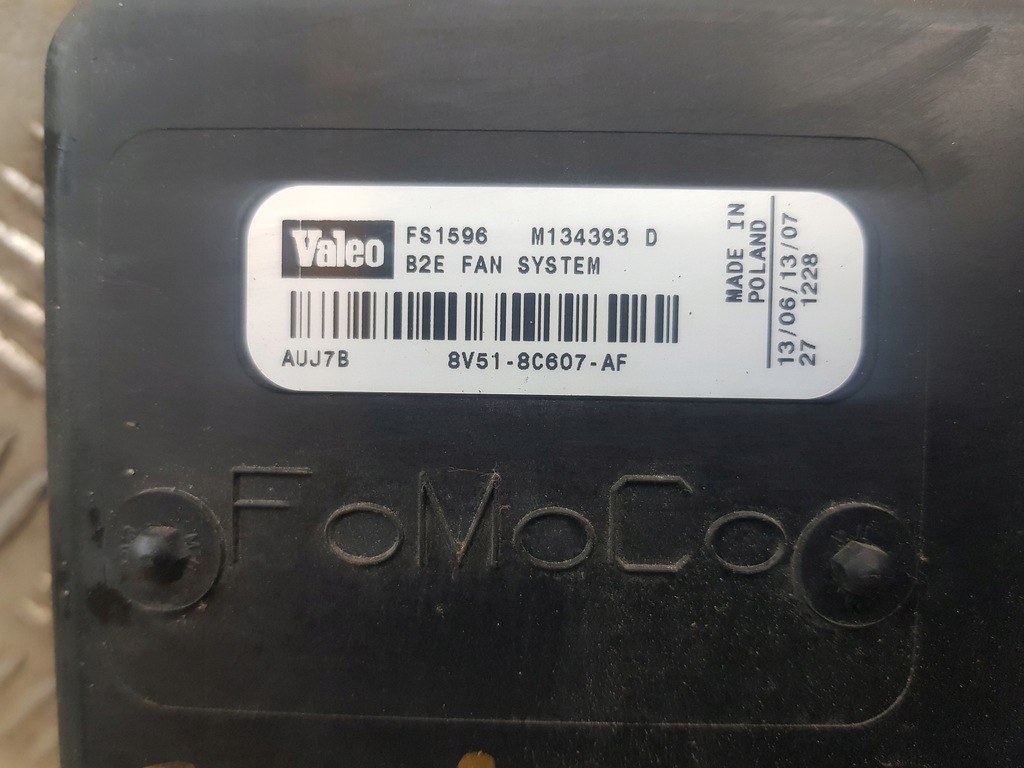 Valeo
FS1596 M134393 D
B2E FAN SYSTEM
AUJ7B 8V51-8C607-AF
MADE IN
POLAND
13/06/13/07
27 1228
FoMoCo